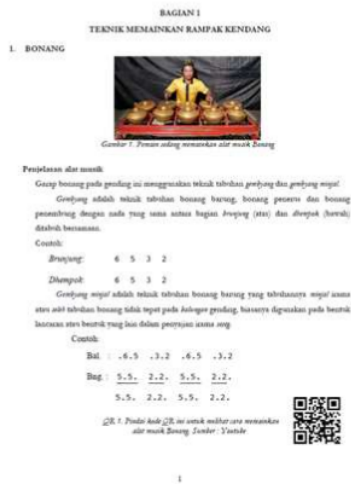 BAGIAN 1
TEKNIK MEMAINKAN RAMPAK KENDANG
1. BONANG
Gambar 1. Pemain sedang memainkan alat musik Bonang
Penjelasan alat musik
bonang pada gending ini menggunakan teknik tabuhan gembyang dan gembyang minjal.
Gembyang adalah teknik tabuhan bonang barung, bonang penerus dan bonang
penembung dengan nada yang sama antara bagian brunjung (atas) dan dhempok (bawah)
ditabuh bersamaan.
Contoh:
Brunjung: 6 5 3 2
Dhempok: 6 5 3 2
Gembyang minjal adalah teknik tabuhan bonang barung yang tabuhannya minjal irama
atau tabuhan bonang tidak tepat pada gending, biasanya digunakan pada bentuk
lancaran atau bentuk yang lain dalam penyajian irama seseg.
Contoh:
Bal. : .6.5 .3.2 .6.5 .3.2
Bng. : 5.5. 2.2. 5.5. 2.2.
5.5. 2.2. 5.5. 2.2.
QR 1. Pindai kode QR ini untuk melihat cara memainkan
alat musik Bonang. Sumber : Youtube
1